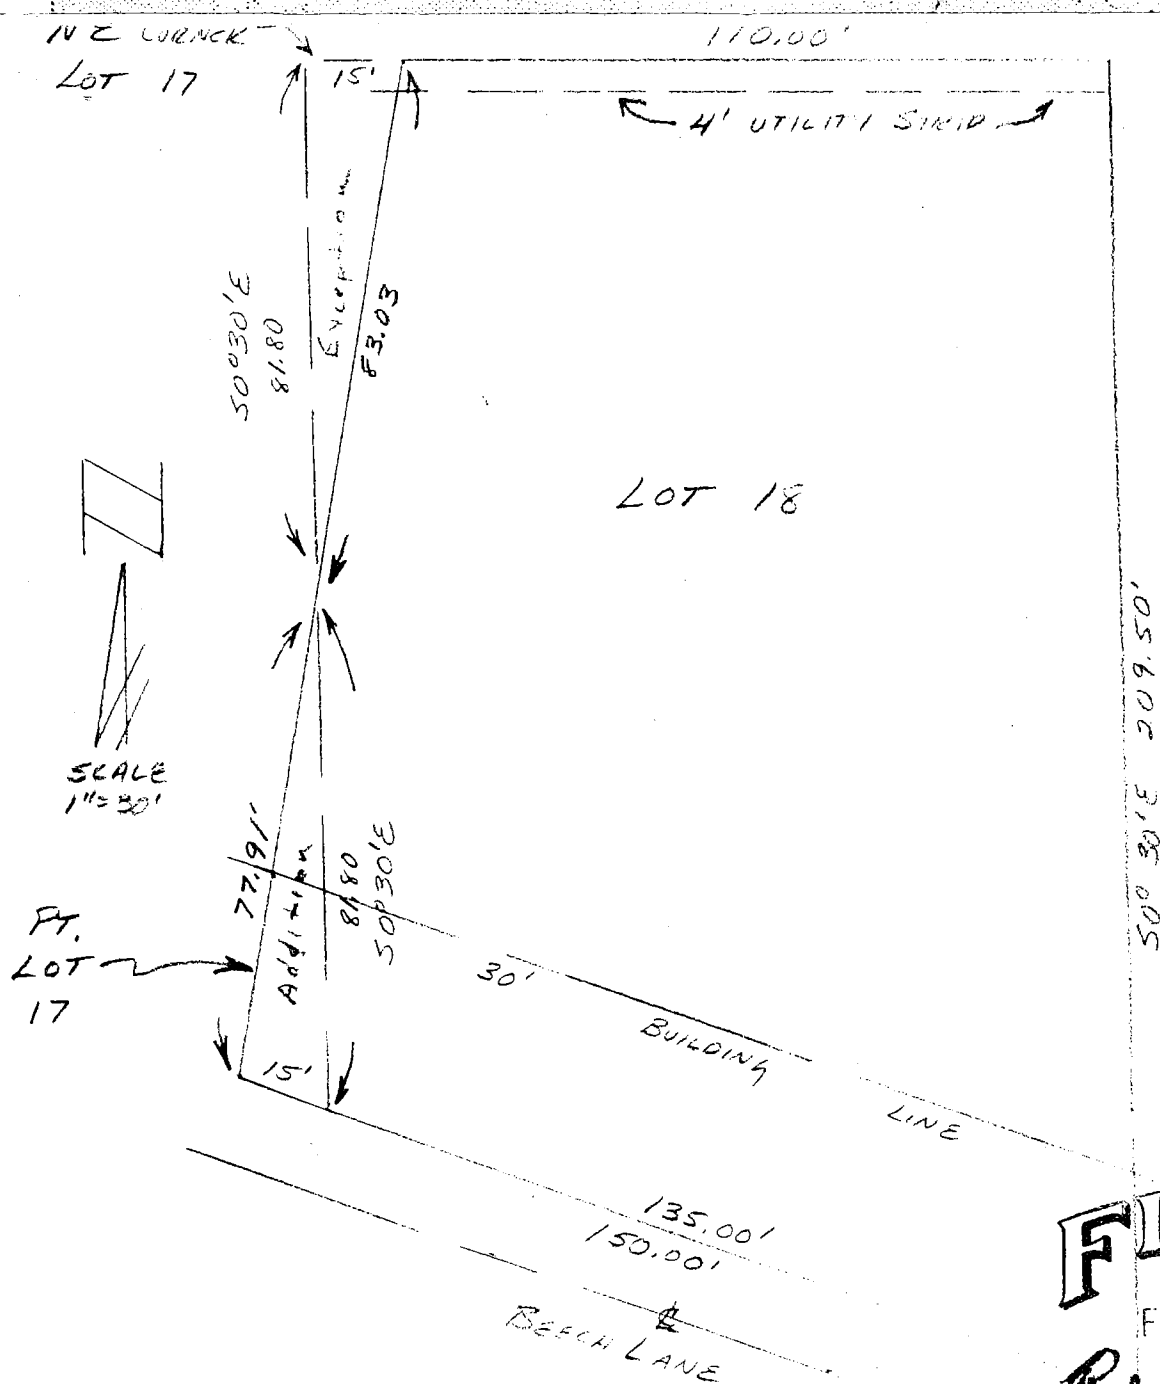 NE CORNER
LOT 17
110.00'
15'
4' UTILITY STRIP
Exception
83.03
S0°30'E
81.80
LOT 18
SCALE
1"=30'
S0° 30'E 209.50'
77.91'
Addition
81.80
S0°30'E
PT.
LOT
17
30'
BUILDING
LINE
15'
135.00'
150.00'
BEECH LANE
F
F